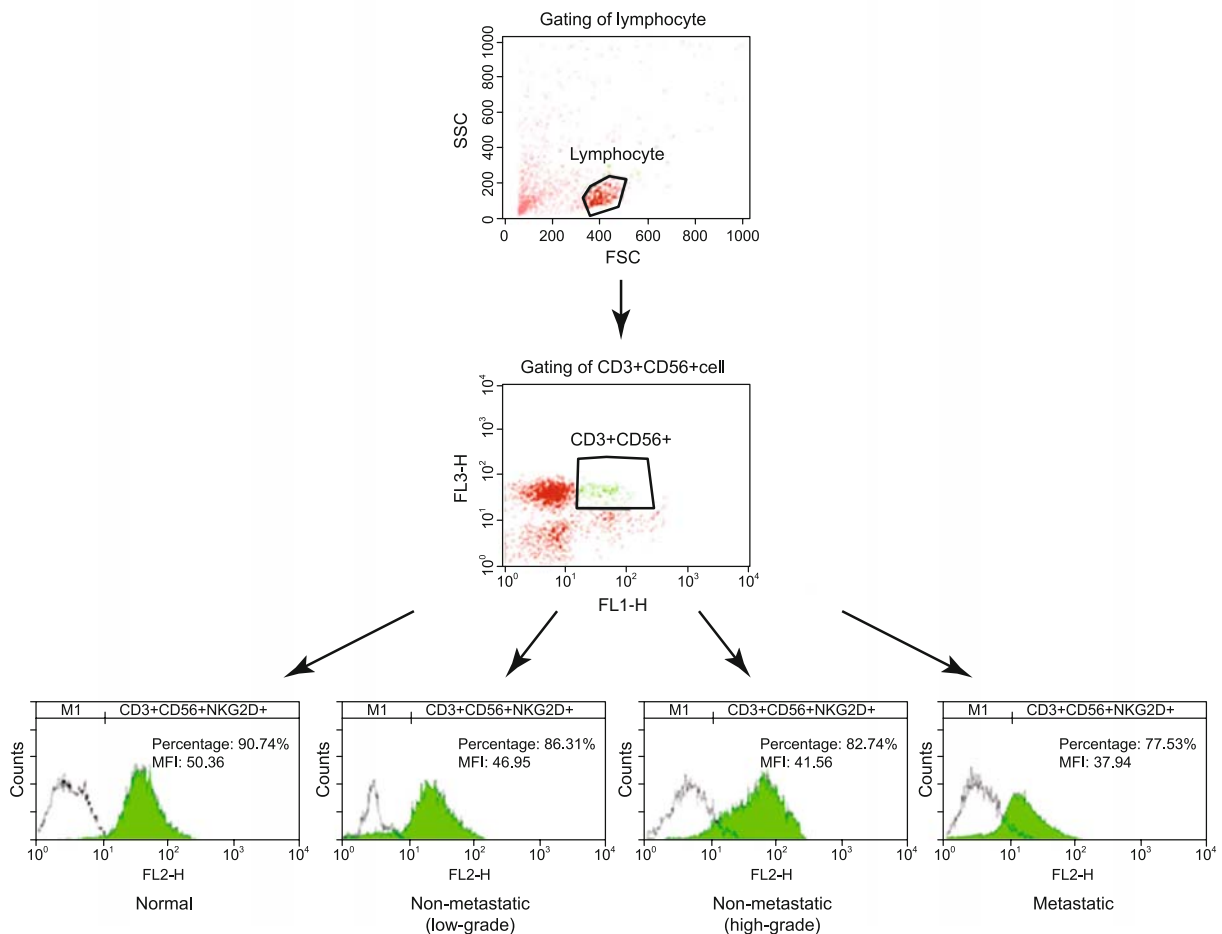 Gating of lymphocyte
1000
800
600
400
200
0
SSC
Lymphocyte
0 200 400 600 800 1000
FSC
Gating of CD3+CD56+cell
10^4
10^3
10^2
10^1
10^0
FL3-H
CD3+CD56+
10^0 10^1 10^2 10^3 10^4
FL1-H
M1 CD3+CD56+NKG2D+
Percentage: 90.74%
MFI: 50.36
Counts
10^0 10^1 10^2 10^3 10^4
FL2-H
Normal
M1 CD3+CD56+NKG2D+
Percentage: 86.31%
MFI: 46.95
Counts
10^0 10^1 10^2 10^3 10^4
FL2-H
Non-metastatic
(low-grade)
M1 CD3+CD56+NKG2D+
Percentage: 82.74%
MFI: 41.56
Counts
10^0 10^1 10^2 10^3 10^4
FL2-H
Non-metastatic
(high-grade)
M1 CD3+CD56+NKG2D+
Percentage: 77.53%
MFI: 37.94
Counts
10^0 10^1 10^2 10^3 10^4
FL2-H
Metastatic